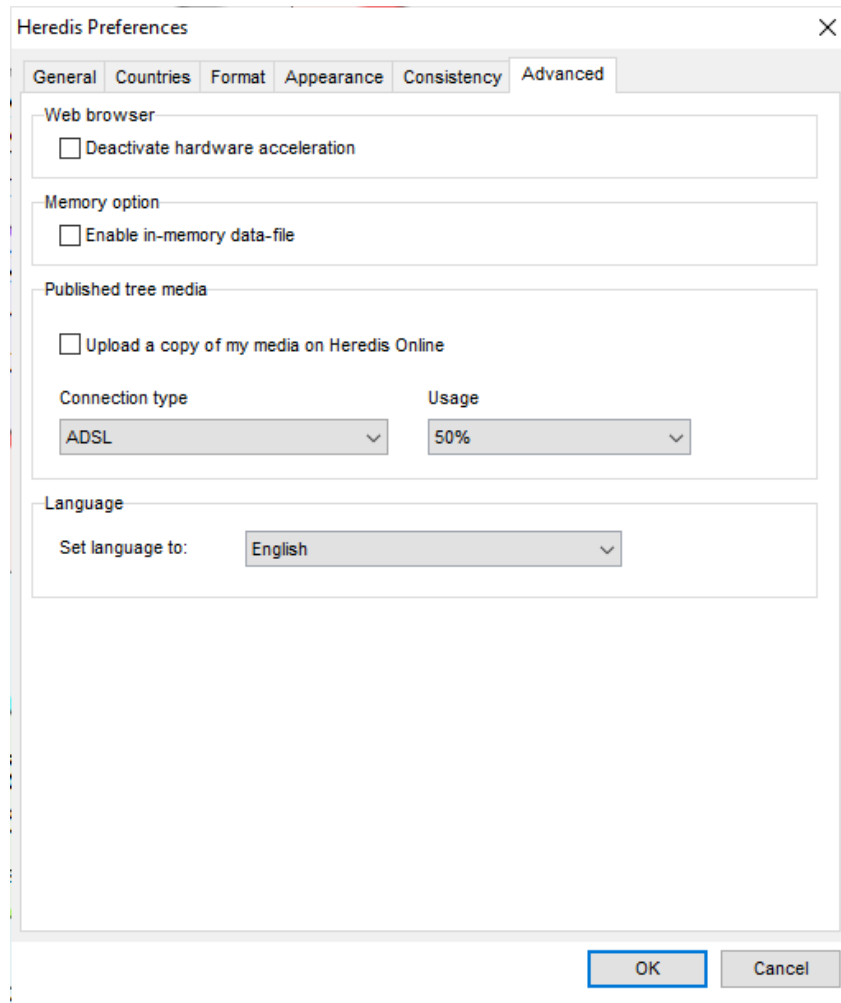 Heredis Preferences
General Countries Format Appearance Consistency Advanced
Web browser
Deactivate hardware acceleration
Memory option
Enable in-memory data-file
Published tree media
Upload a copy of my media on Heredis Online
Connection type Usage
ADSL 50%
Language
Set language to: English
OK Cancel